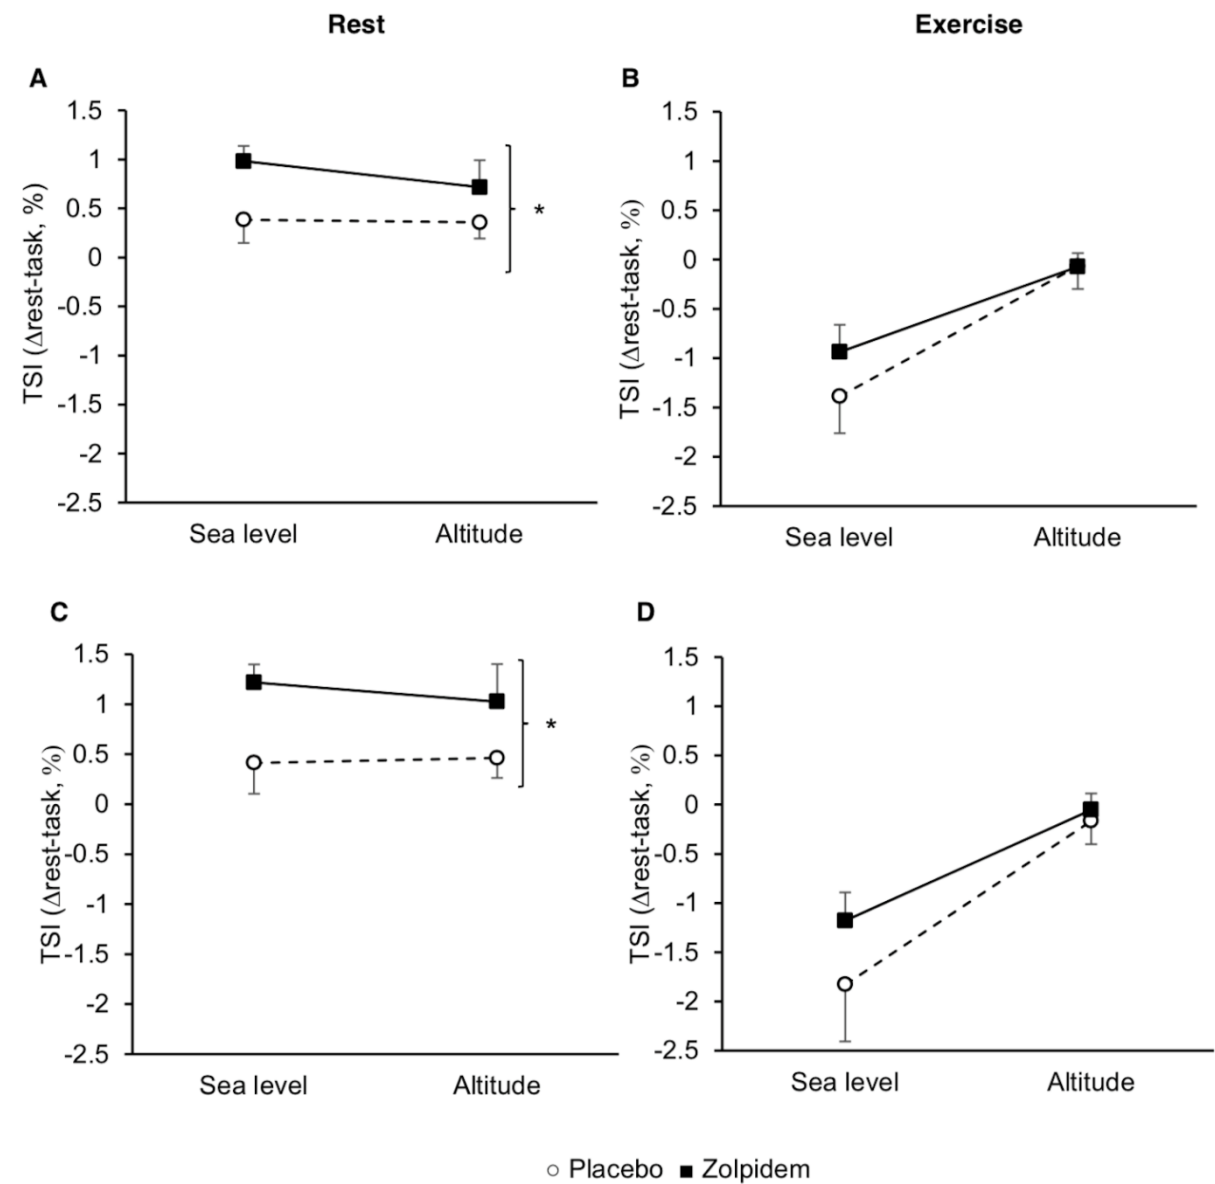 Rest
Exercise
A
B
TSI (Δrest-task, %)
1.5
1
0.5
0
-0.5
-1
-1.5
-2
-2.5
*
Sea level Altitude
TSI (Δrest-task, %)
1.5
1
0.5
0
-0.5
-1
-1.5
-2
-2.5
Sea level Altitude
C
D
TSI (Δrest-task, %)
1.5
1
0.5
0
-0.5
-1
-1.5
-2
-2.5
*
Sea level Altitude
TSI (Δrest-task, %)
1.5
1
0.5
0
-0.5
-1
-1.5
-2
-2.5
Sea level Altitude
Placebo Zolpidem